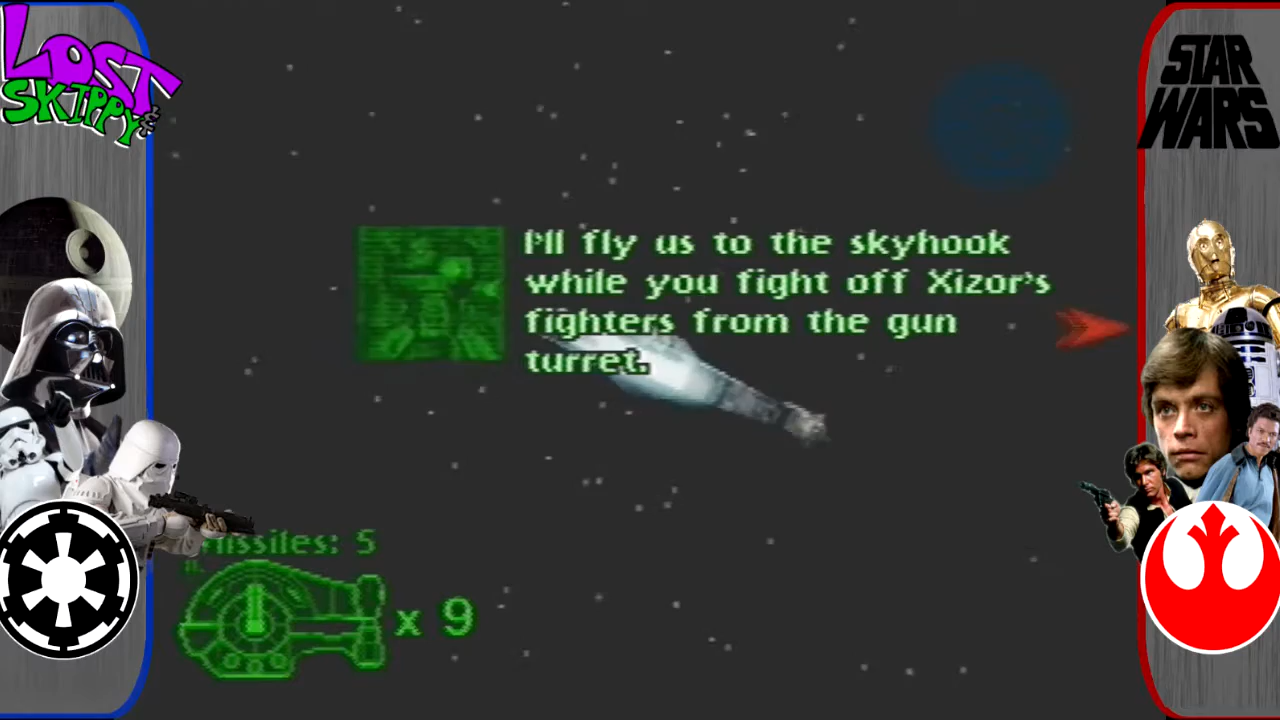 LOST
& SKIPPY
STAR
WARS
I'll fly us to the skyhook
while you fight off Xizor's
fighters from the gun
turret.
Missiles: 5
x 9